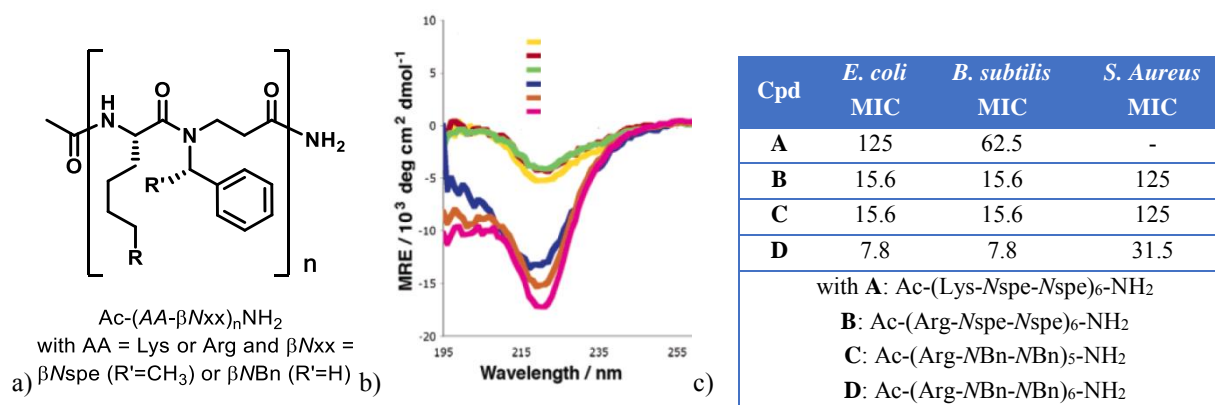 H
N
O
O
N
O
NH2
R'
R
n
Ac-(AA-βNxx)nNH2
with AA = Lys or Arg and βNxx =
βNspe (R'=CH3) or βNBn (R'=H)
a)
10
5
0
-5
-10
-15
-20
MRE / 10³ deg cm² dmol⁻¹
195 215 235 255
Wavelength / nm
b)
Cpd E. coli MIC B. subtilis MIC S. Aureus MIC
A 125 62.5 -
B 15.6 15.6 125
C 15.6 15.6 125
D 7.8 7.8 31.5
with A: Ac-(Lys-Nspe-Nspe)6-NH2
B: Ac-(Arg-Nspe-Nspe)6-NH2
C: Ac-(Arg-NBn-NBn)5-NH2
D: Ac-(Arg-NBn-NBn)6-NH2
c)